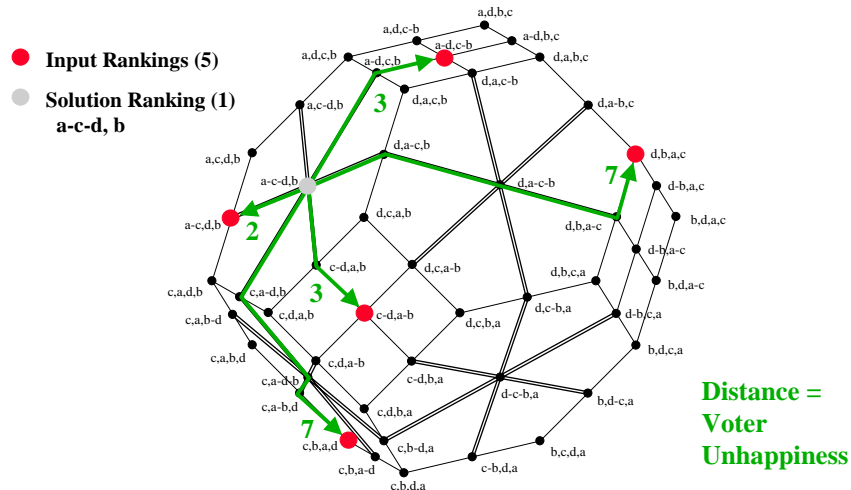 a,d,b,c
a,d,c-b
a-d,b,c
a-d,c-b
Input Rankings (5)
a,d,c,b
a-d,c,b
d,a,b,c
d,a,c-b
Solution Ranking (1)
a-c-d, b
3
d,a,c,b
a,c-d,b
d,a-b,c
a,c,d,b
d,a-c,b
d,b,a,c
7
a-c-d,b
d,a-c-b
d-b,a,c
a-c,d,b
2
d,c,a,b
d,b,a-c
b,d,a,c
d-b,a-c
c-d,a,b
d,c,a-b
c,a,d,b
c,a-d,b
3
d,b,c,a
b,d,a-c
c,a,b-d
c,d,a,b
c-d,a-b
d,c,b,a
d,c-b,a
d-b,c,a
c,a,b,d
c,d,a-b
c-d,b,a
b,d,c,a
c,a-d-b
d-c-b,a
b,d-c,a
c,a-b,d
c,d,b,a
7
c,b,a,d
c,b-d,a
c,b,a-d
c-b,d,a
b,c,d,a
c,b,d,a
Distance =
Voter
Unhappiness